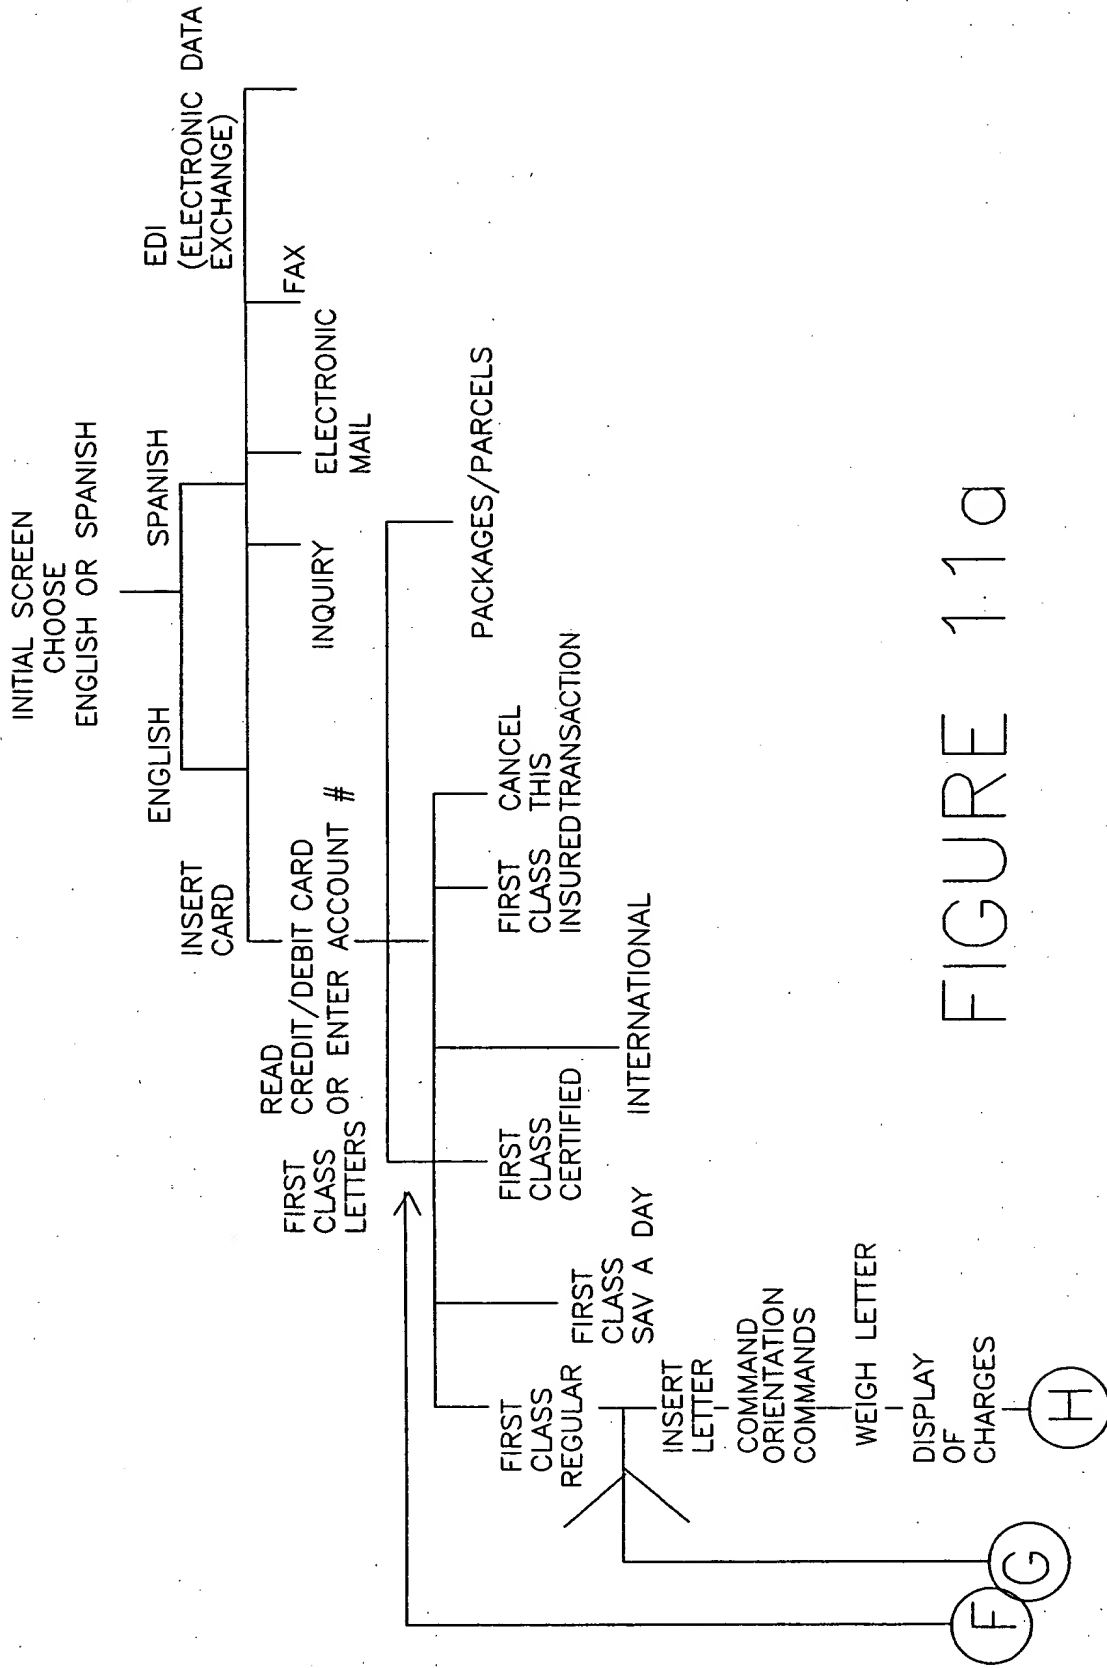 INITIAL SCREEN
CHOOSE
ENGLISH OR SPANISH
ENGLISH
SPANISH
INSERT
CARD
EDI
(ELECTRONIC DATA
EXCHANGE)
READ
CREDIT/DEBIT CARD
OR ENTER ACCOUNT #
INQUIRY
ELECTRONIC
MAIL
FAX
FIRST
CLASS
LETTERS
PACKAGES/PARCELS
FIRST
CLASS
REGULAR
FIRST
CLASS
SAV A DAY
FIRST
CLASS
CERTIFIED
INTERNATIONAL
FIRST
CLASS
INSURED
CANCEL
THIS
TRANSACTION
INSERT
LETTER
COMMAND
ORIENTATION
COMMANDS
WEIGH LETTER
DISPLAY
OF
CHARGES
F
G
H
FIGURE 11a